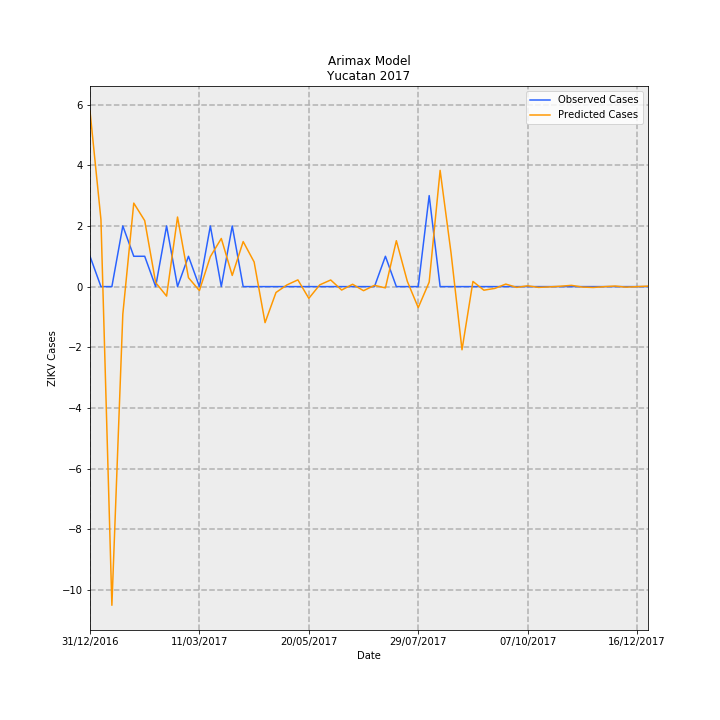 Arimax Model
Yucatan 2017
Observed Cases
Predicted Cases
6
4
2
0
−2
−4
−6
−8
−10
ZIKV Cases
31/12/2016 11/03/2017 20/05/2017 29/07/2017 07/10/2017 16/12/2017
Date